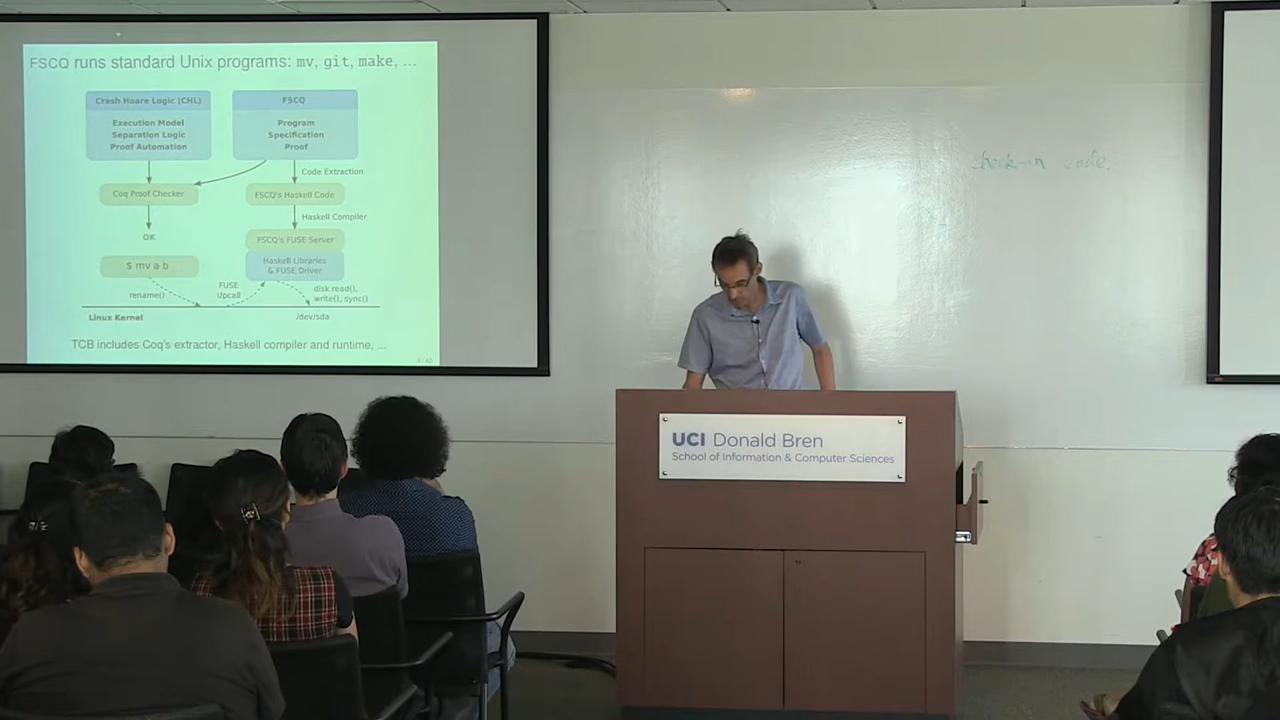 FSCQ runs standard Unix programs: mv, git, make, ...
Crash Hoare Logic (CHL)
Execution Model
Separation Logic
Proof Automation
FSCQ
Program
Specification
Proof
Code Extraction
Coq Proof Checker
FSCQ's Haskell Code
Haskell Compiler
OK
FSCQ's FUSE Server
Haskell Libraries
& FUSE Driver
$ mv a b
rename()
FUSE
Upcall
disk read(),
write(), sync()
Linux Kernel
/dev/sda
TCB includes Coq's extractor, Haskell compiler and runtime, ...
check-in code.
UCI Donald Bren
School of Information & Computer Sciences